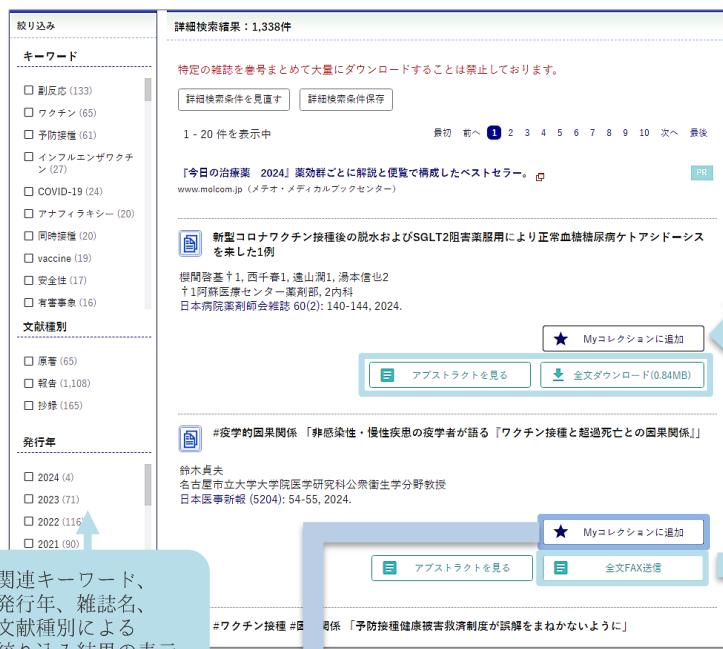 絞り込み
キーワード
副反応 (133)
ワクチン (65)
予防接種 (61)
インフルエンザワクチ
ン (27)
COVID-19 (24)
アナフィラキシー (20)
同時接種 (20)
vaccine (19)
安全性 (17)
有害事象 (16)
文献種別
原著 (65)
報告 (1,108)
抄録 (165)
発行年
2024 (4)
2023 (71)
2022 (116)
2021 (90)
関連キーワード、
発行年、雑誌名、
文献種別による
絞り込み結果の表示
詳細検索結果：1,338件
特定の雑誌を巻号まとめて大量にダウンロードすることは禁止しております。
詳細検索条件を見直す 詳細検索条件保存
1 - 20 件を表示中 最初 前へ 1 2 3 4 5 6 7 8 9 10 次へ 最後
『今日の治療薬　2024』薬効群ごとに解説と便覧で構成したベストセラー。 PR
www.molcom.jp（メテオ・メディカルブックセンター）
新型コロナワクチン接種後の脱水およびSGLT2阻害薬服用により正常血糖糖尿病ケトアシドーシス
を来した1例
櫻間啓基†1, 西千春1, 遠山潤1, 湯本信也2
†1阿蘇医療センター薬剤部, 2内科
日本病院薬剤師会雑誌 60(2): 140-144, 2024.
★ Myコレクションに追加
アブストラクトを見る 全文ダウンロード(0.84MB)
#疫学的因果関係 「非感染性・慢性疾患の疫学者が語る『ワクチン接種と超過死亡との因果関係』」
鈴木貞夫
名古屋市立大学大学院医学研究科公衆衛生学分野教授
日本医事新報 (5204): 54-55, 2024.
★ Myコレクションに追加
アブストラクトを見る 全文FAX送信
#ワクチン接種 #因 関係 「予防接種健康被害救済制度が誤解をまねかないように」